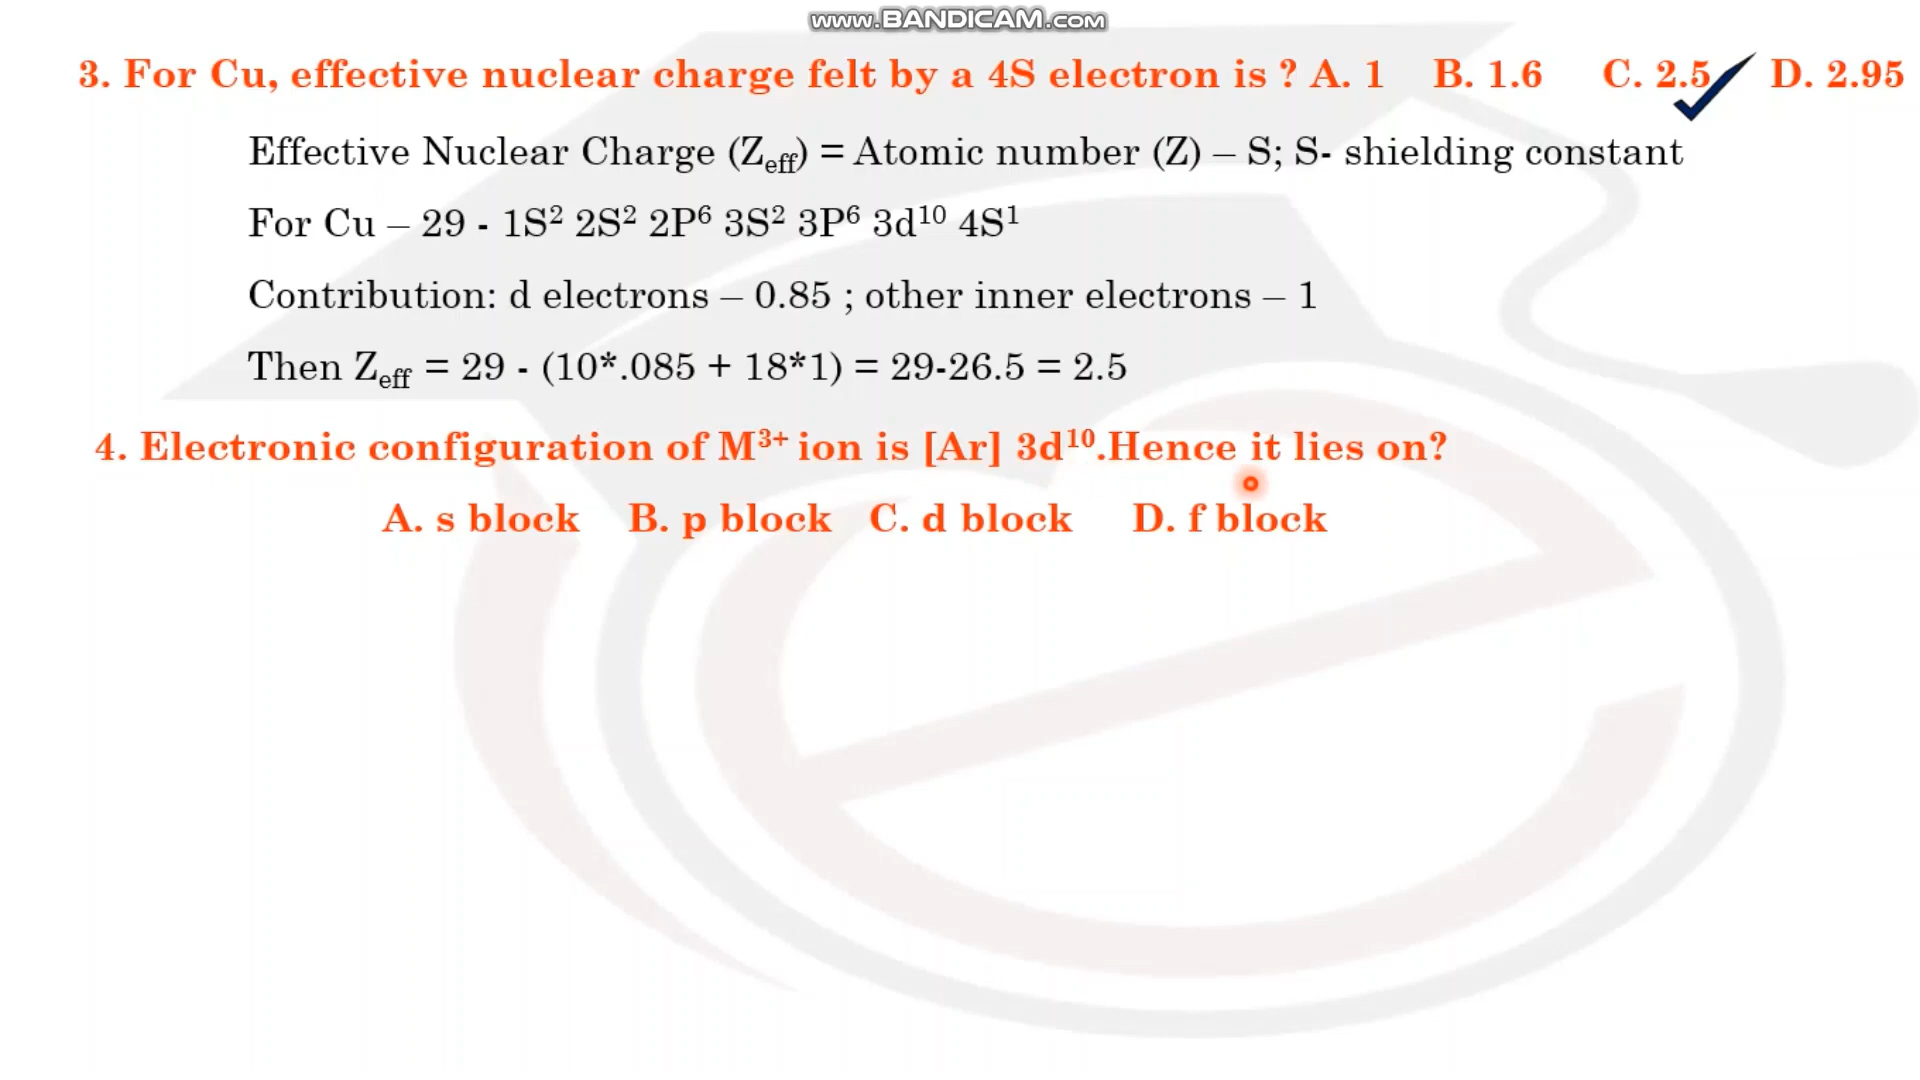 www.BANDICAM.com
3. For Cu, effective nuclear charge felt by a 4S electron is ? A. 1 B. 1.6 C. 2.5 D. 2.95
Effective Nuclear Charge (Zeff) = Atomic number (Z) – S; S- shielding constant
For Cu – 29 - 1S² 2S² 2P⁶ 3S² 3P⁶ 3d¹⁰ 4S¹
Contribution: d electrons – 0.85 ; other inner electrons – 1
Then Zeff = 29 - (10*.085 + 18*1) = 29-26.5 = 2.5
4. Electronic configuration of M³⁺ ion is [Ar] 3d¹⁰.Hence it lies on?
A. s block B. p block C. d block D. f block